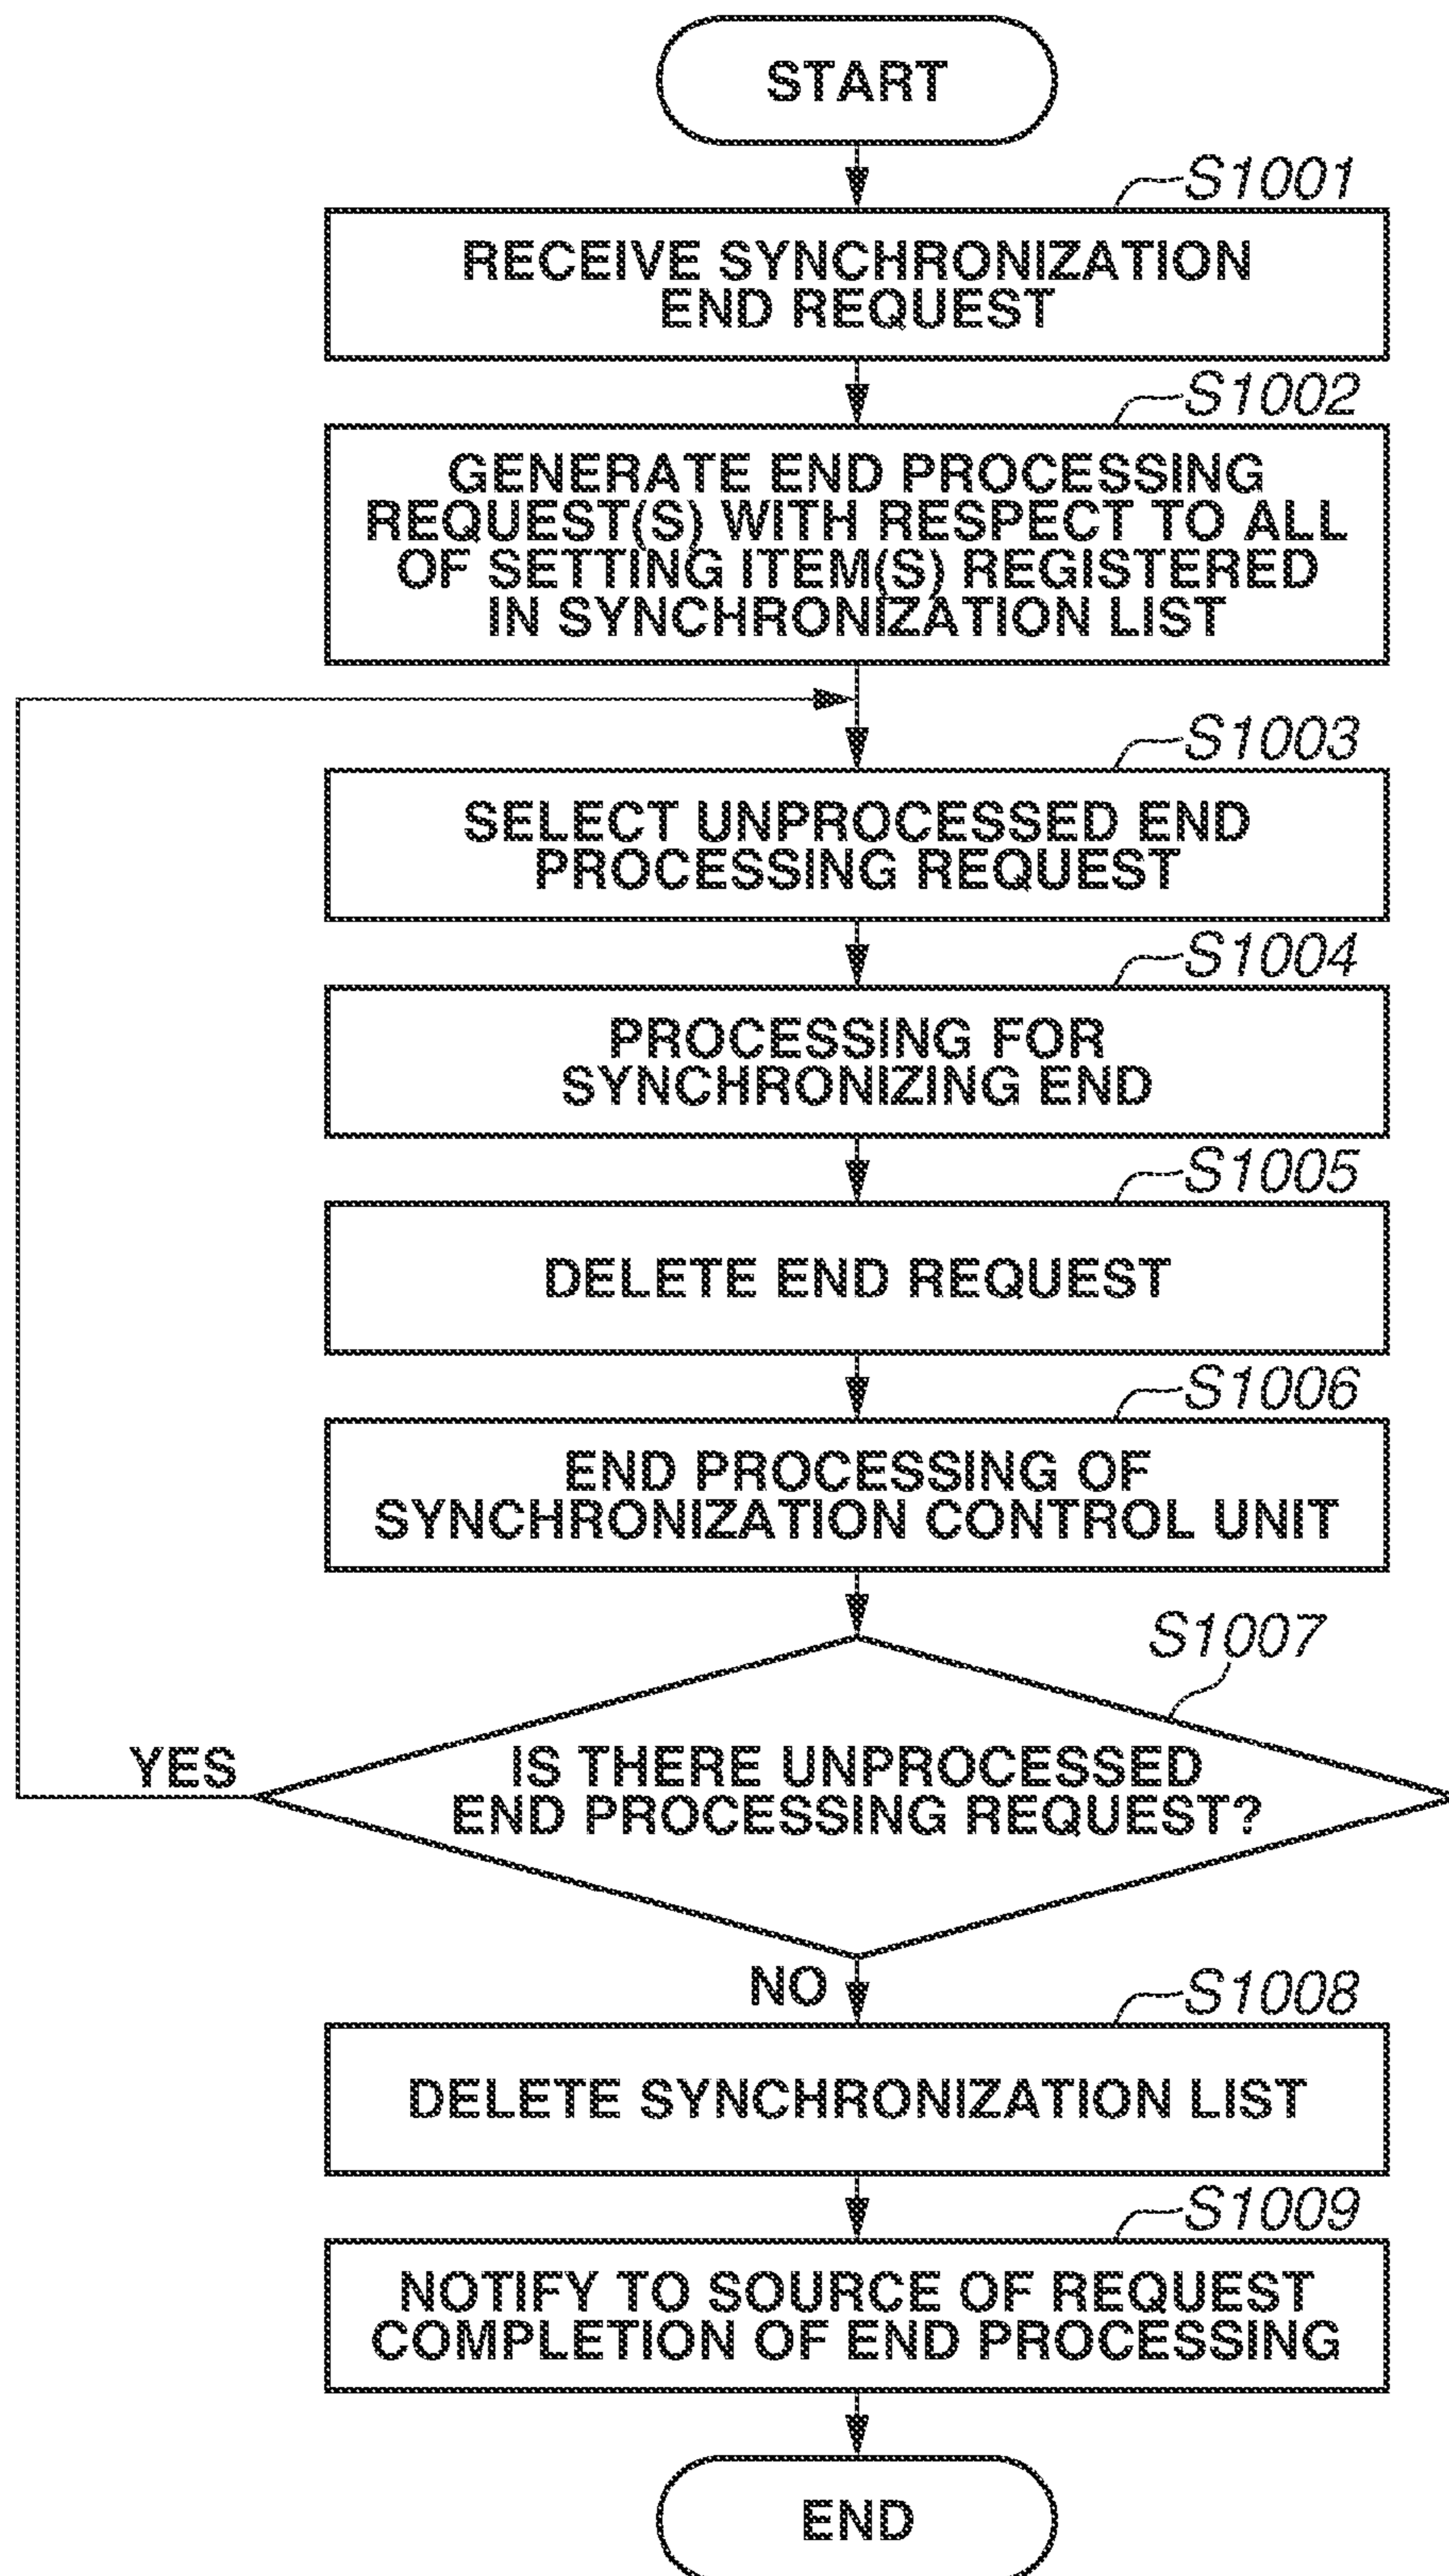 START
S1001
RECEIVE SYNCHRONIZATION
END REQUEST
S1002
GENERATE END PROCESSING
REQUEST(S) WITH RESPECT TO ALL
OF SETTING ITEM(S) REGISTERED
IN SYNCHRONIZATION LIST
S1003
SELECT UNPROCESSED END
PROCESSING REQUEST
S1004
PROCESSING FOR
SYNCHRONIZING END
S1005
DELETE END REQUEST
S1006
END PROCESSING OF
SYNCHRONIZATION CONTROL UNIT
S1007
YES
IS THERE UNPROCESSED
END PROCESSING REQUEST?
NO
S1008
DELETE SYNCHRONIZATION LIST
S1009
NOTIFY TO SOURCE OF REQUEST
COMPLETION OF END PROCESSING
END